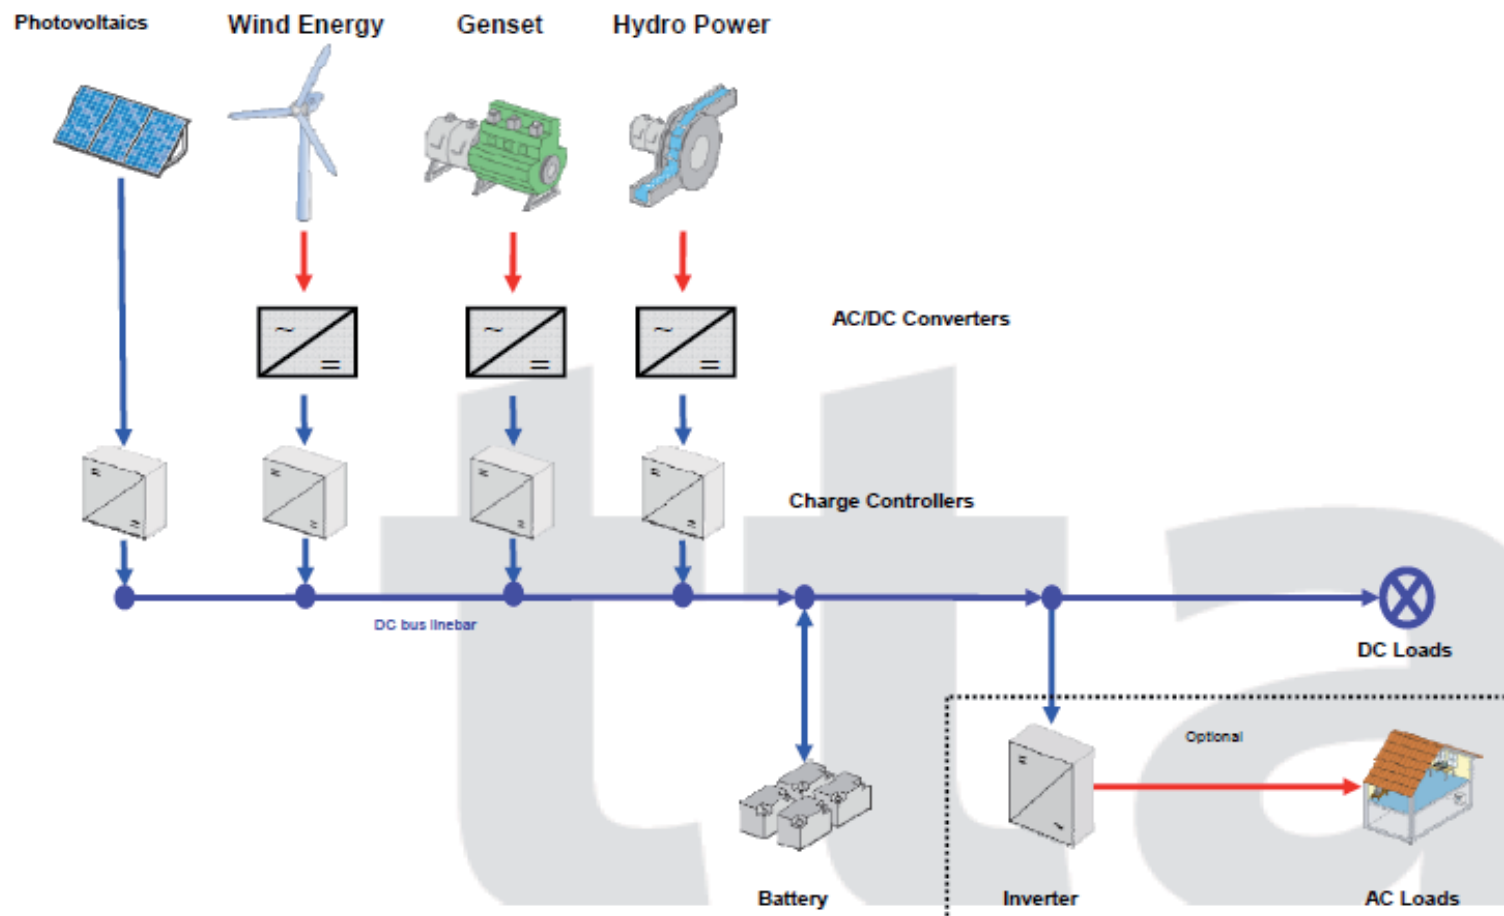 Photovoltaics
Wind Energy
Genset
Hydro Power
AC/DC Converters
Charge Controllers
DC bus linebar
DC Loads
Optional
Battery
Inverter
AC Loads
tta